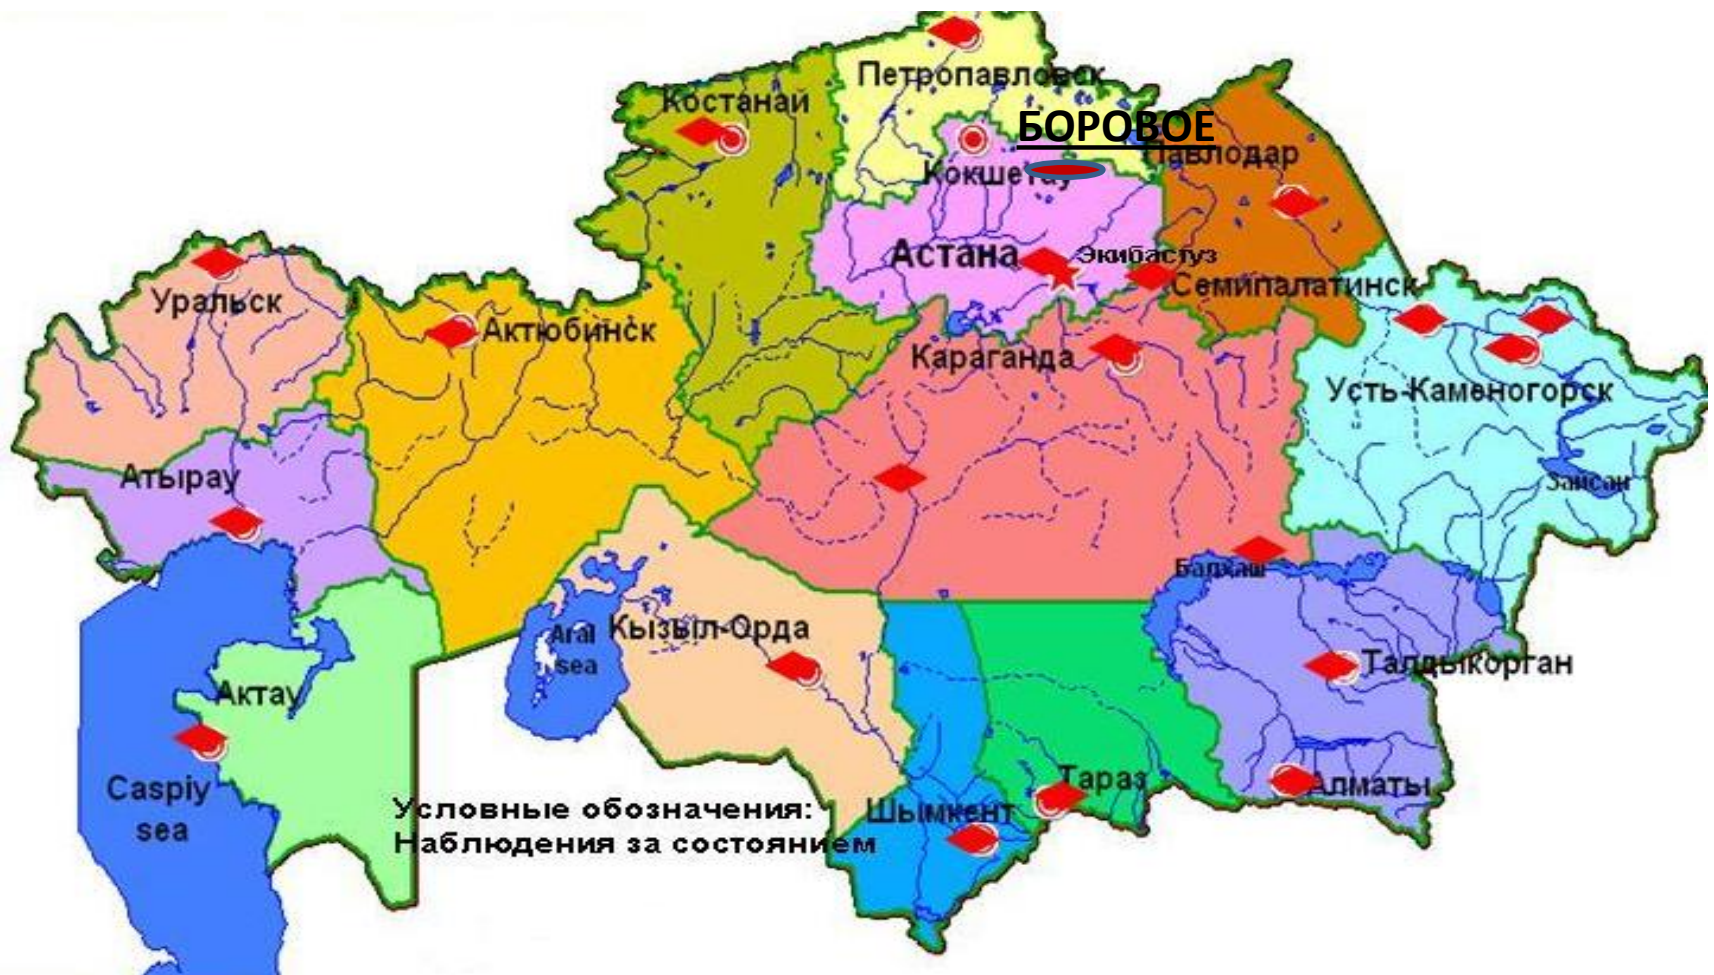 Петропавловск
Костанай
БОРОВОЕ
Павлодар
Кокшетау
Астана
Экибастуз
Семипалатинск
Уральск
Актюбинск
Караганда
Усть-Каменогорск
Атырау
Зайсан
Балхаш
Aral
sea
Кызыл-Орда
Талдыкорган
Актау
Caspiy
sea
Тараз
Алматы
Шымкент
Условные обозначения:
Наблюдения за состоянием